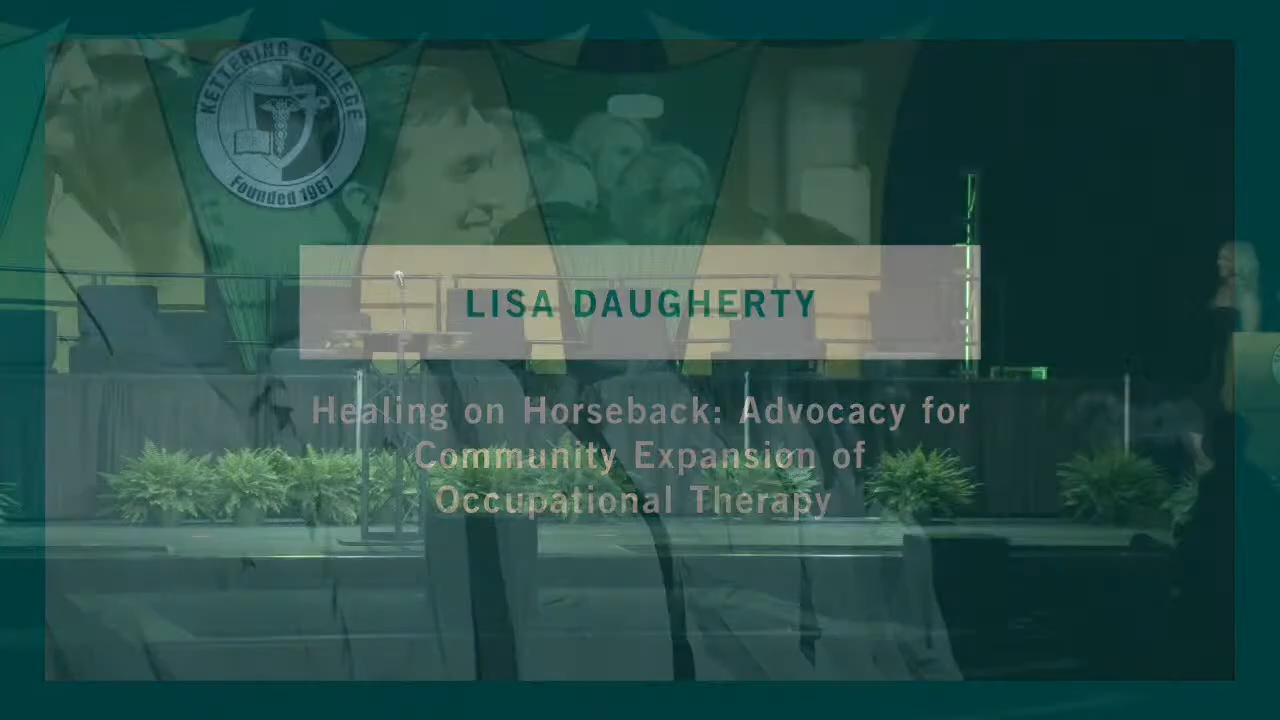 KETTERING COLLEGE
Founded 1967
LISA DAUGHERTY
Healing on Horseback: Advocacy for
Community Expansion of
Occupational Therapy